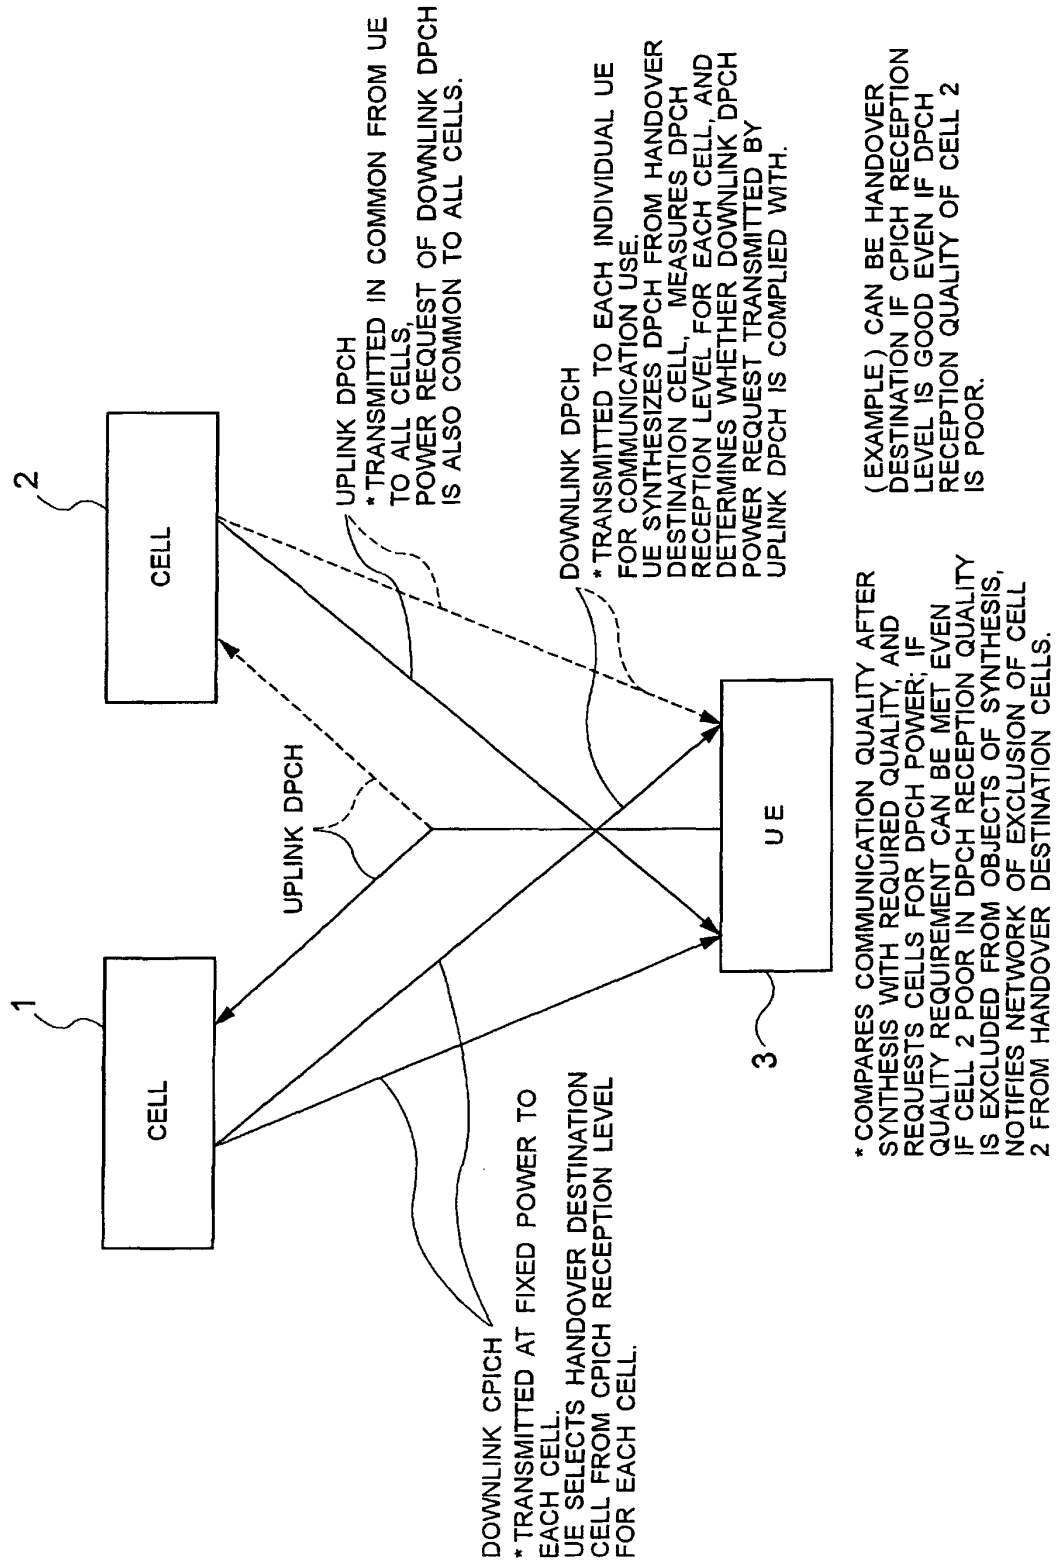 1
CELL
2
CELL
UPLINK DPCH
UPLINK DPCH
*TRANSMITTED IN COMMON FROM UE
TO ALL CELLS,
POWER REQUEST OF DOWNLINK DPCH
IS ALSO COMMON TO ALL CELLS.
DOWNLINK CPICH
*TRANSMITTED AT FIXED POWER TO
EACH CELL.
UE SELECTS HANDOVER DESTINATION
CELL FROM CPICH RECEPTION LEVEL
FOR EACH CELL.
DOWNLINK DPCH
*TRANSMITTED TO EACH INDIVIDUAL UE
FOR COMMUNICATION USE.
UE SYNTHESIZES DPCH FROM HANDOVER
DESTINATION CELL, MEASURES DPCH
RECEPTION LEVEL FOR EACH CELL, AND
DETERMINES WHETHER DOWNLINK DPCH
POWER REQUEST TRANSMITTED BY
UPLINK DPCH IS COMPLIED WITH.
3
UE
*COMPARES COMMUNICATION QUALITY AFTER
SYNTHESIS WITH REQUIRED QUALITY, AND
REQUESTS CELLS FOR DPCH POWER; IF
QUALITY REQUIREMENT CAN BE MET EVEN
IF CELL 2 POOR IN DPCH RECEPTION QUALITY
IS EXCLUDED FROM OBJECTS OF SYNTHESIS,
NOTIFIES NETWORK OF EXCLUSION OF CELL
2 FROM HANDOVER DESTINATION CELLS.
(EXAMPLE) CAN BE HANDOVER
DESTINATION IF CPICH RECEPTION
LEVEL IS GOOD EVEN IF DPCH
RECEPTION QUALITY OF CELL 2
IS POOR.